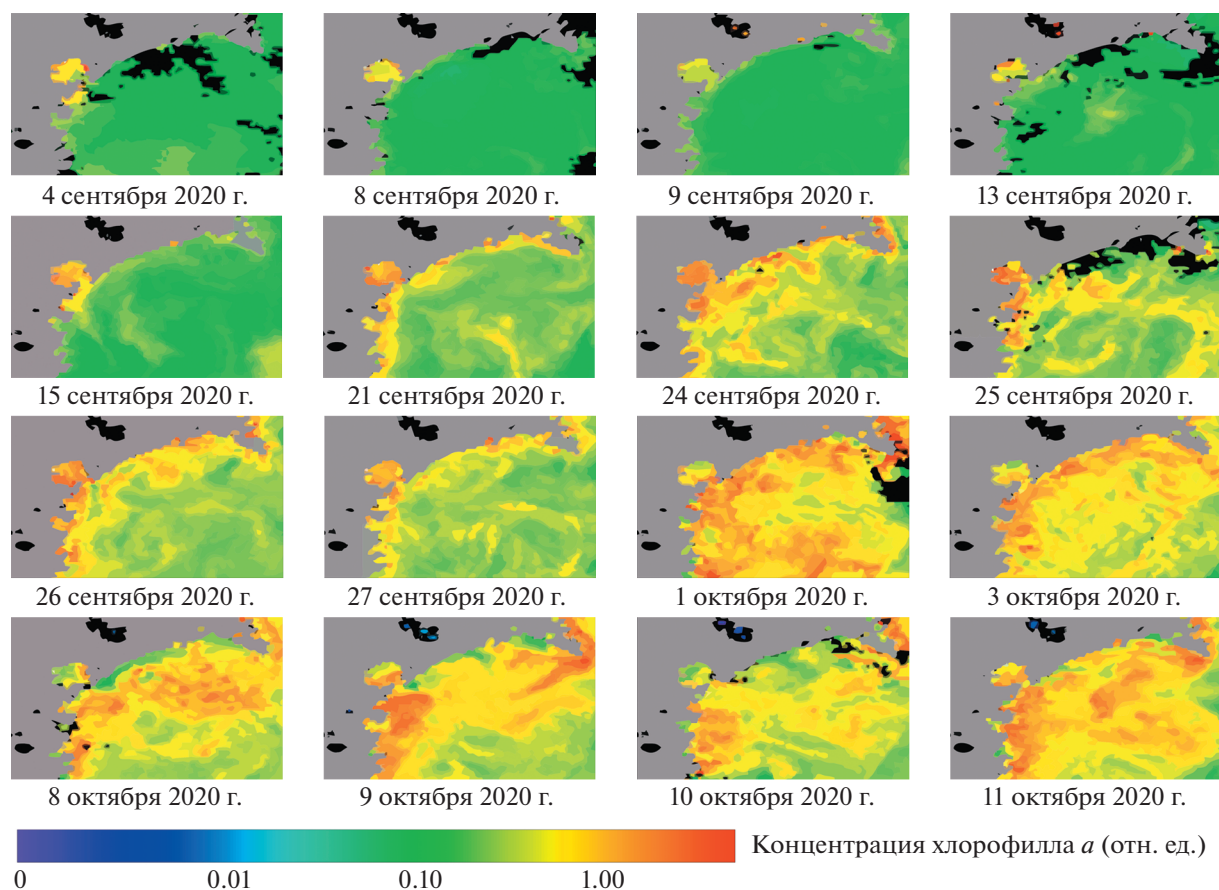 4 сентября 2020 г. 8 сентября 2020 г. 9 сентября 2020 г. 13 сентября 2020 г.
15 сентября 2020 г. 21 сентября 2020 г. 24 сентября 2020 г. 25 сентября 2020 г.
26 сентября 2020 г. 27 сентября 2020 г. 1 октября 2020 г. 3 октября 2020 г.
8 октября 2020 г. 9 октября 2020 г. 10 октября 2020 г. 11 октября 2020 г.
Концентрация хлорофилла a (отн. ед.)
0 0.01 0.10 1.00